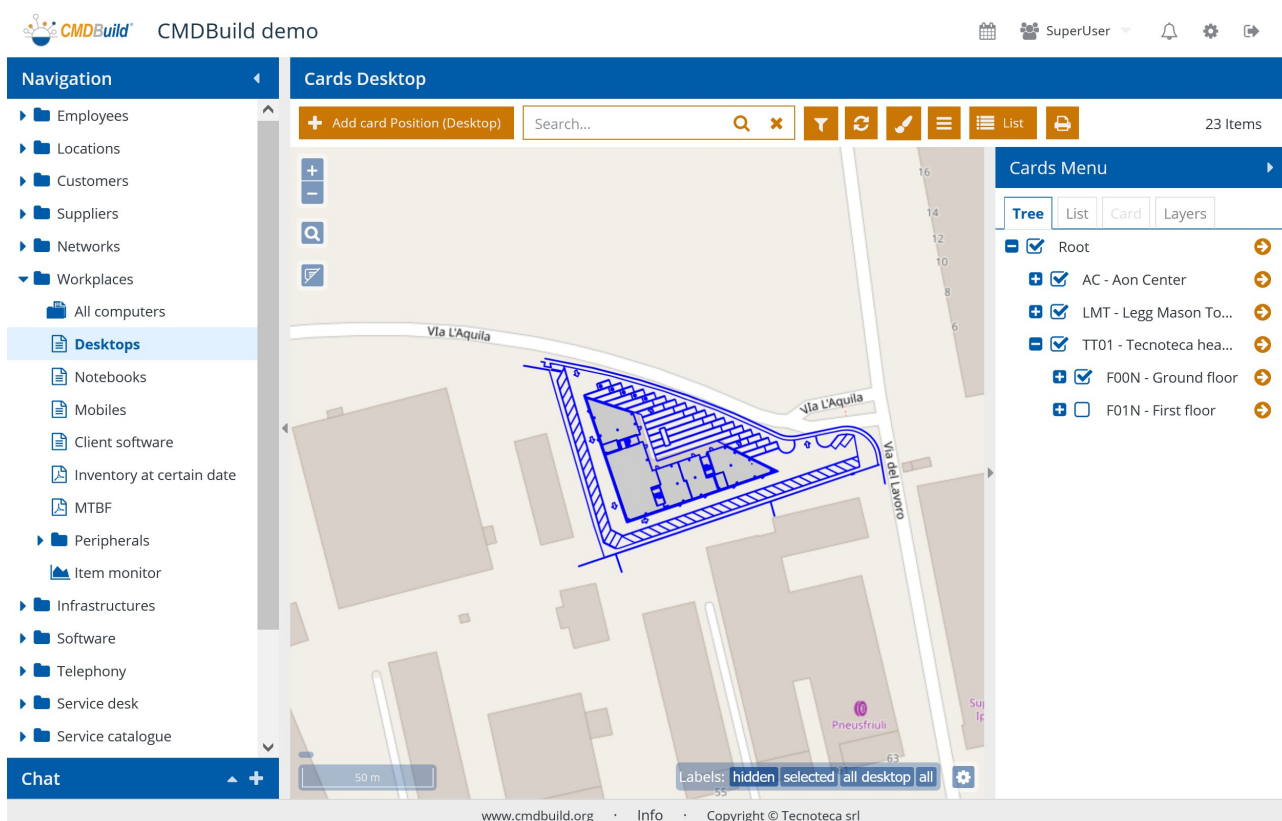 CMDBuild CMDBuild demo SuperUser
Navigation
Cards Desktop
Employees
Locations
Customers
Suppliers
Networks
Workplaces
All computers
Desktops
Notebooks
Mobiles
Client software
Inventory at certain date
MTBF
Peripherals
Item monitor
Infrastructures
Software
Telephony
Service desk
Service catalogue
Chat
Add card Position (Desktop) Search... List 23 Items
16
14
12
10
8
6
VIa L'Aquila
VIa L'Aquila
Via del Lavoro
Pneusfriuli
63
55
50 m
Labels: hidden selected all desktop all
Cards Menu
Tree List Card Layers
Root
AC - Aon Center
LMT - Legg Mason To...
TT01 - Tecnoteca hea...
F00N - Ground floor
F01N - First floor
www.cmdbuild.org · Info · Copyright © Tecnoteca srl